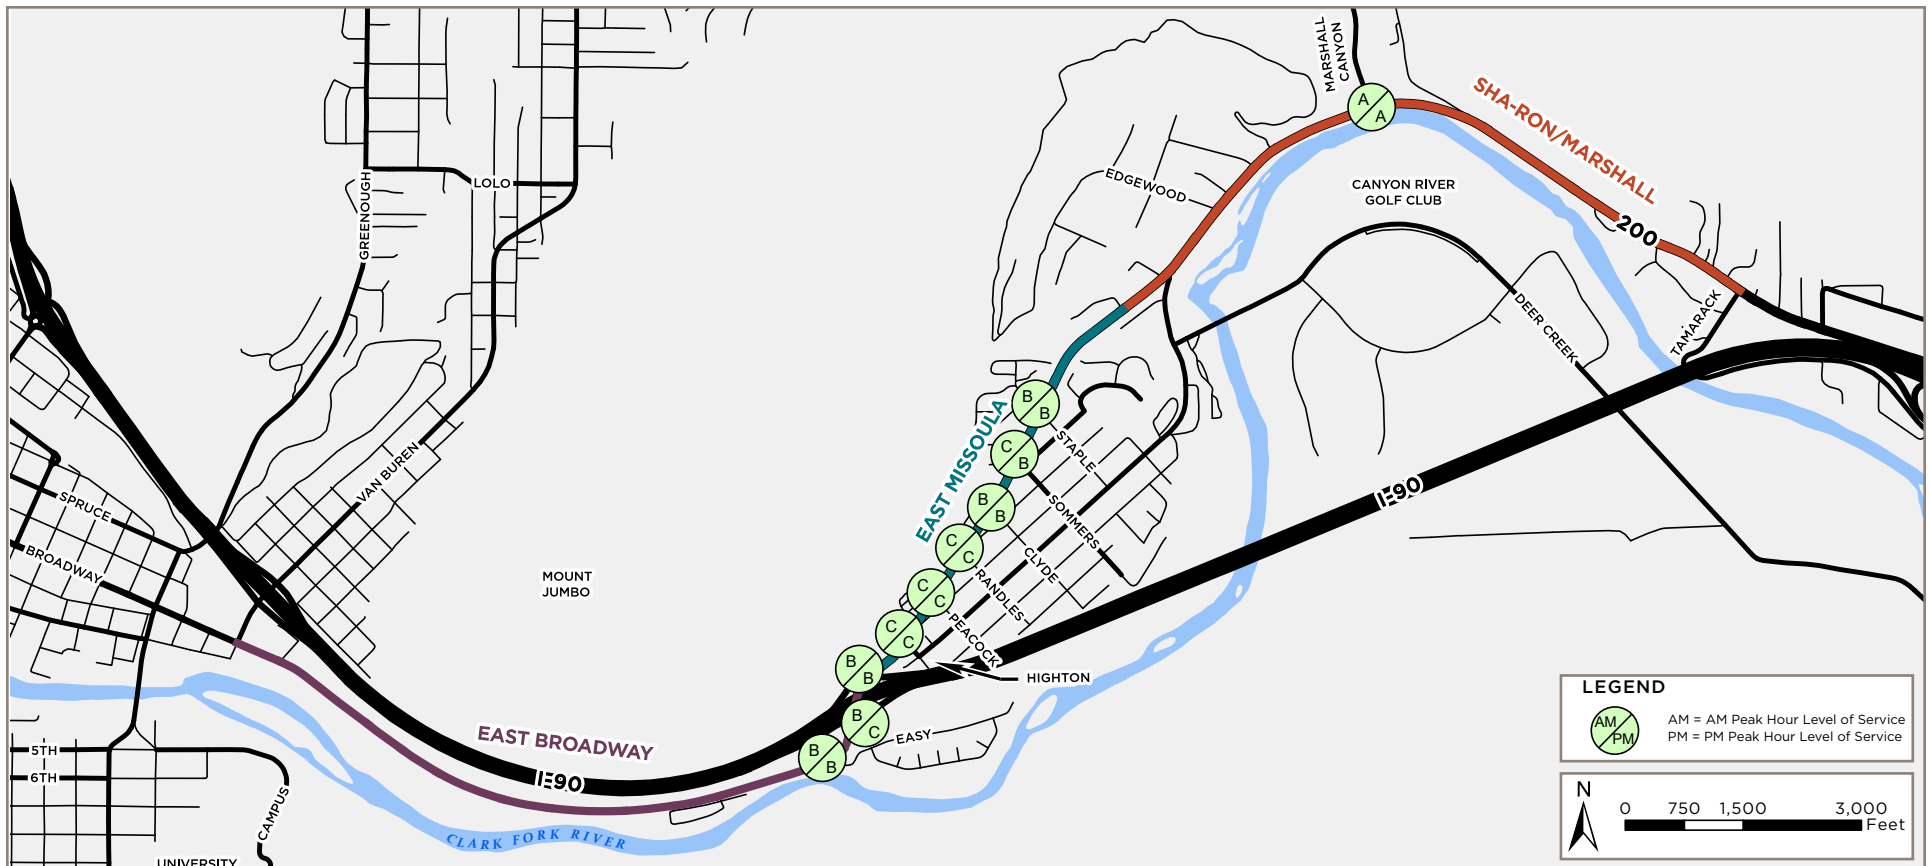 MARSHALL
CANYON
A
A
SHA-RON/MARSHALL
200
LOLO
GREENOUGH
EDGEWOOD
CANYON RIVER
GOLF CLUB
DEER CREEK
TAMARACK
B
B
STAPLE
EAST MISSOULA
C
B
VAN BUREN
I-90
SPRUCE
B
B
SOMMERS
BROADWAY
C
C
CLYDE
MOUNT
JUMBO
C
C
RANDLES
C
C
PEACOCK
B
B
HIGHTON
B
C
EASY
EAST BROADWAY
B
B
I-90
5TH
6TH
CAMPUS
CLARK FORK RIVER
UNIVERSITY
LEGEND
AM
PM
AM = AM Peak Hour Level of Service
PM = PM Peak Hour Level of Service
N
0 750 1,500 3,000
Feet